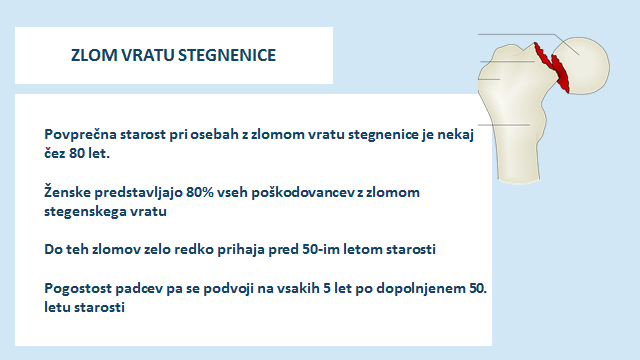 ZLOM VRATU STEGNENICE
Povprečna starost pri osebah z zlomom vratu stegnenice je nekaj
čez 80 let.
Ženske predstavljajo 80% vseh poškodovancev z zlomom
stegenskega vratu
Do teh zlomov zelo redko prihaja pred 50-im letom starosti
Pogostost padcev pa se podvoji na vsakih 5 let po dopolnjenem 50.
letu starosti